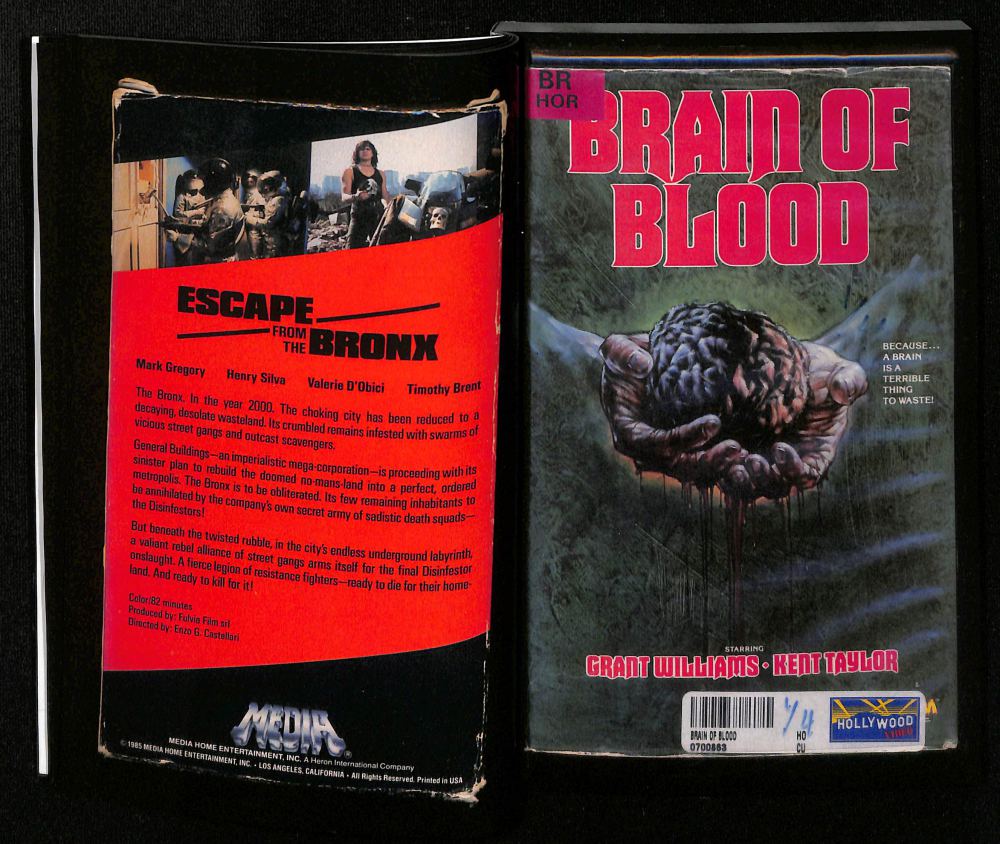 ESCAPE
FROM
THE BRONX
Mark Gregory Henry Silva Valerie D'Obici Timothy Brent
The Bronx. In the year 2000. The choking city has been reduced to a
decaying, desolate wasteland. Its crumbled remains infested with swarms of
vicious street gangs and outcast scavengers.
General Buildings—an imperialistic mega-corporation—is proceeding with its
sinister plan to rebuild the doomed no-mans-land into a perfect, ordered
metropolis. The Bronx is to be obliterated. Its few remaining inhabitants to
be annihilated by the company's own secret army of sadistic death squads—
the Disinfestors!
But beneath the twisted rubble, in the city's endless underground labyrinth,
a valiant rebel alliance of street gangs arms itself for the final Disinfestor
onslaught. A fierce legion of resistance fighters—ready to die for their home-
land. And ready to kill for it!
Color/82 minutes
Produced by: Fulvia Film srl
Directed by: Enzo G. Castellari
MEDIA®
MEDIA HOME ENTERTAINMENT, INC. A Heron International Company
© 1985 MEDIA HOME ENTERTAINMENT, INC. • LOS ANGELES, CALIFORNIA • All Rights Reserved. Printed in USA
BR
HOR
BRAIN OF
BLOOD
BECAUSE...
A BRAIN
IS A
TERRIBLE
THING
TO WASTE!
STARRING
GRANT WILLIAMS • KENT TAYLOR
BRAIN OF BLOOD
0700863
HO
CU
HOLLYWOOD
VIDEO
M